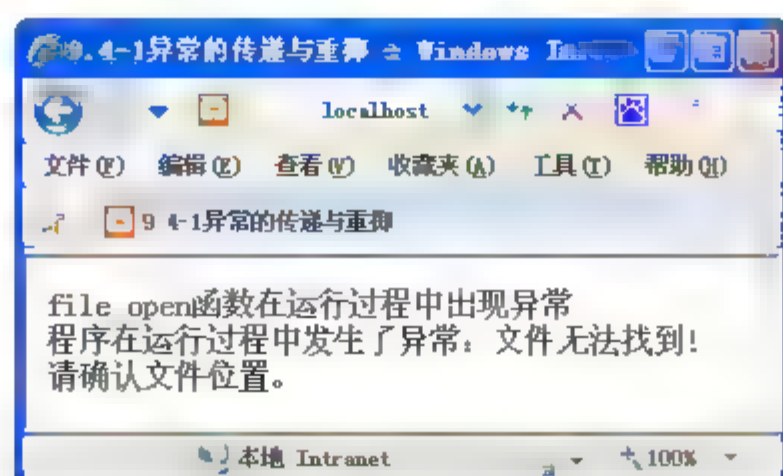 9.4-1异常的传递与重抛 - Windows
localhost
文件(F) 编辑(E) 查看(V) 收藏夹(A) 工具(T) 帮助(H)
9 4-1异常的传递与重抛
file open函数在运行过程中出现异常
程序在运行过程中发生了异常：文件无法找到!
请确认文件位置。
本地 Intranet 100%